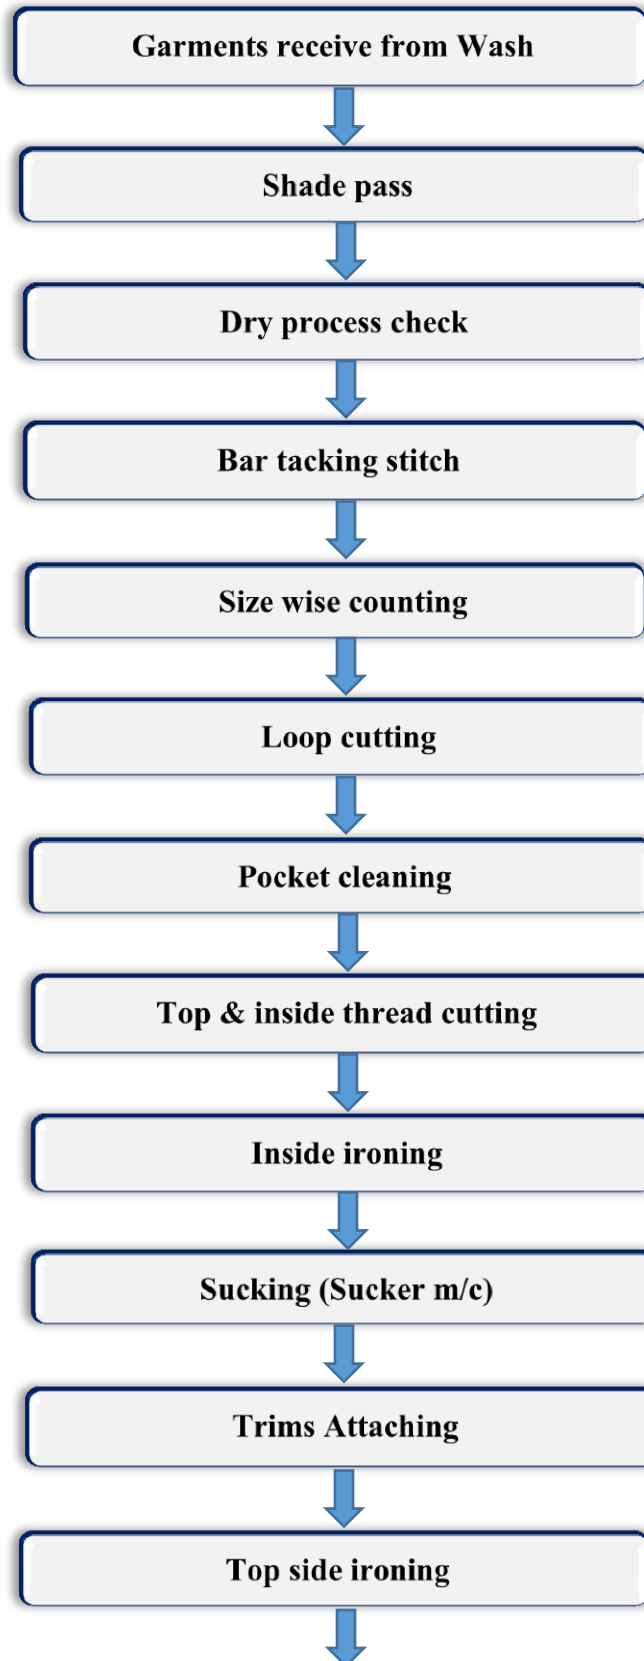 Garments receive from Wash
Shade pass
Dry process check
Bar tacking stitch
Size wise counting
Loop cutting
Pocket cleaning
Top & inside thread cutting
Inside ironing
Sucking (Sucker m/c)
Trims Attaching
Top side ironing